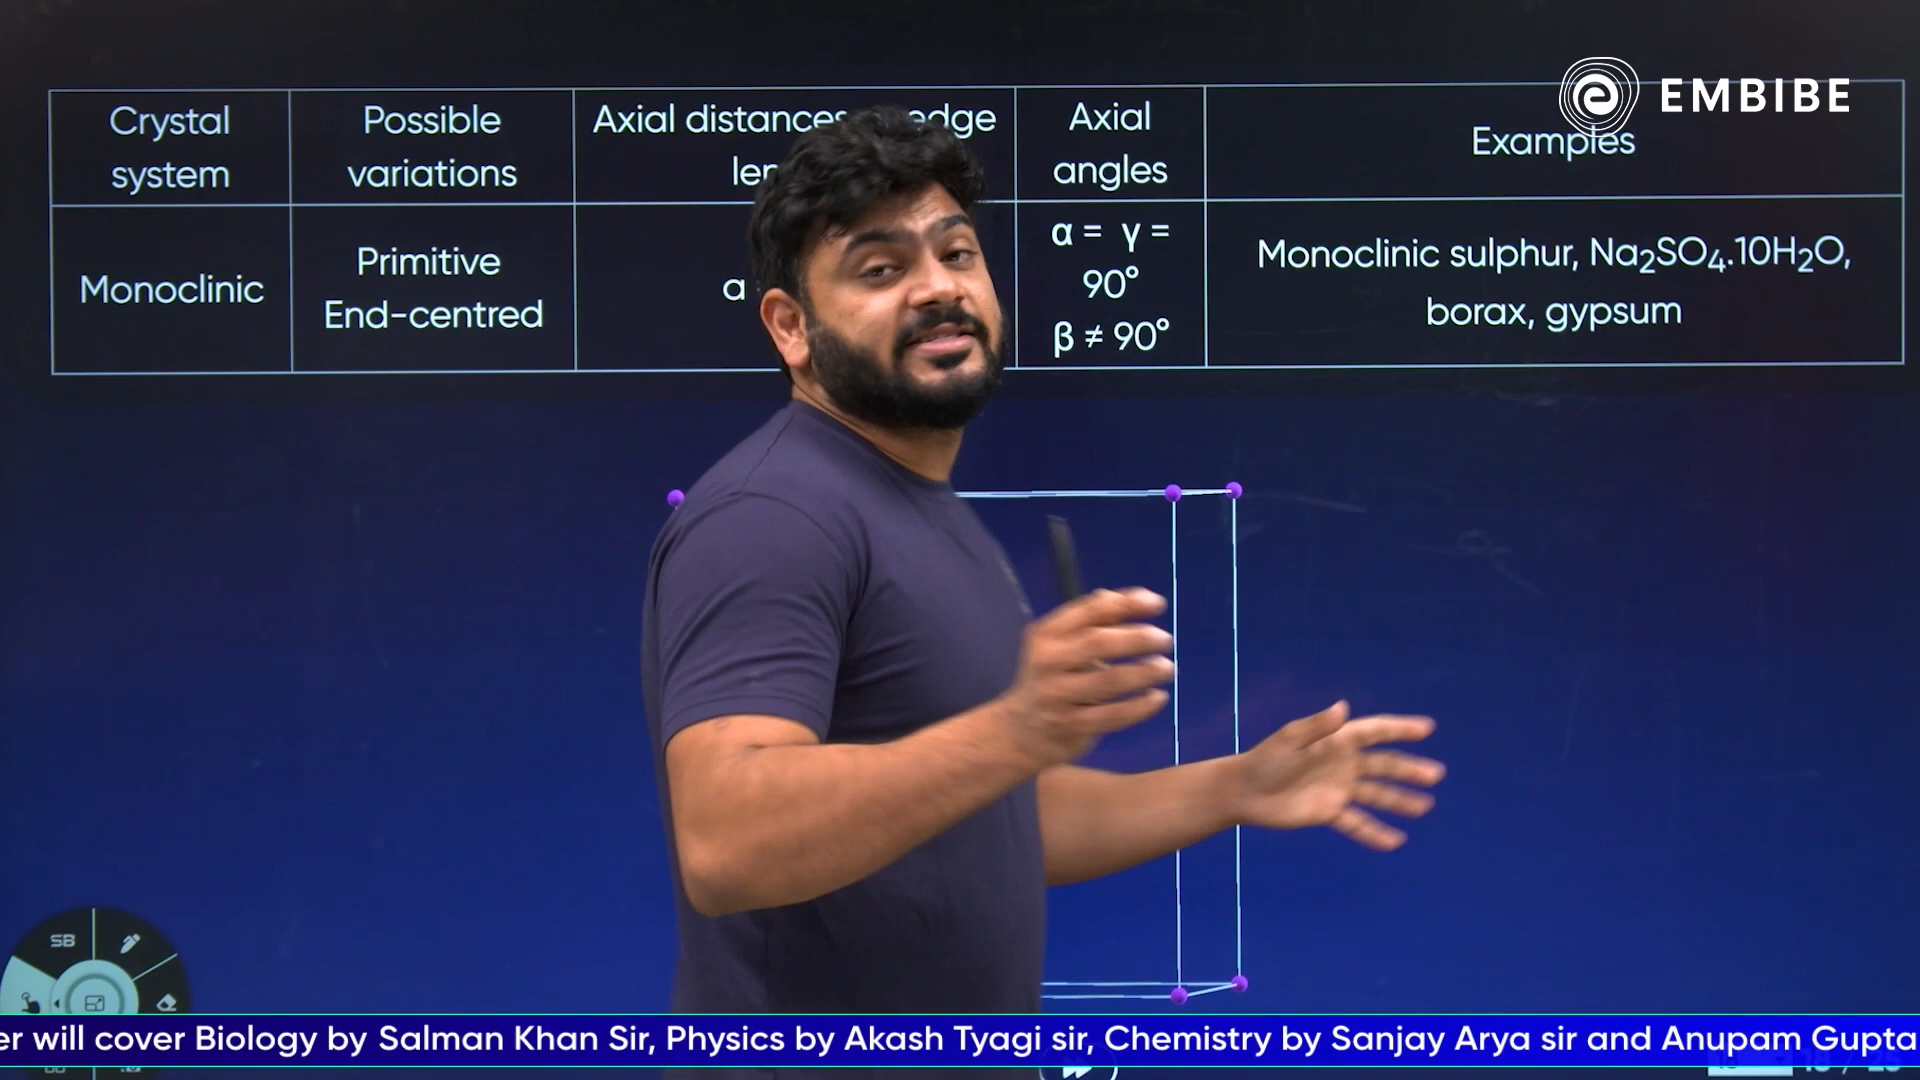 EMBIBE
Crystal
system
Possible
variations
Axial distances edge
Axial
angles
Examples
Monoclinic
Primitive
End-centred
a
α = γ =
90°
β ≠ 90°
Monoclinic sulphur, Na₂SO₄.10H₂O,
borax, gypsum
SB
er will cover Biology by Salman Khan Sir, Physics by Akash Tyagi sir, Chemistry by Sanjay Arya sir and Anupam Gupta